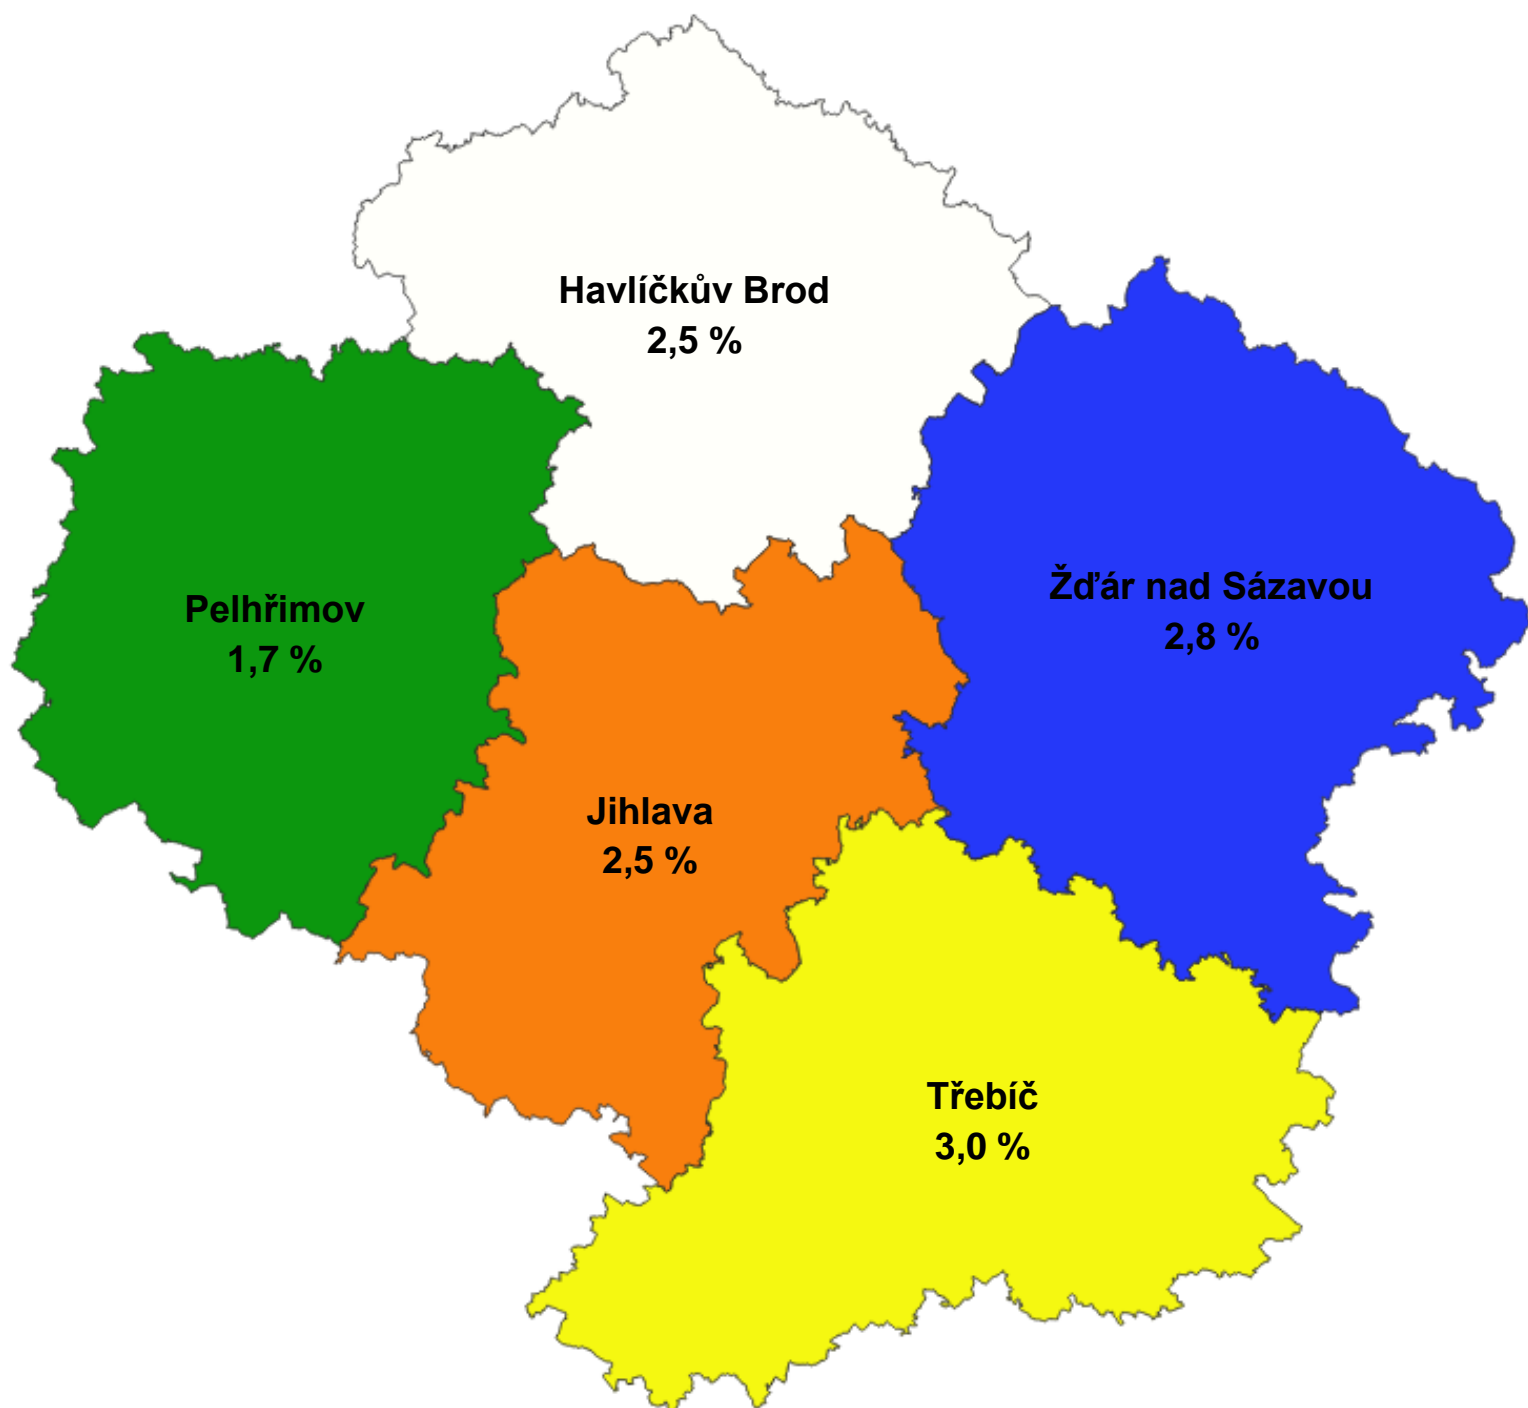 Havlíčkův Brod
2,5 %
Žďár nad Sázavou
2,8 %
Pelhřimov
1,7 %
Jihlava
2,5 %
Třebíč
3,0 %